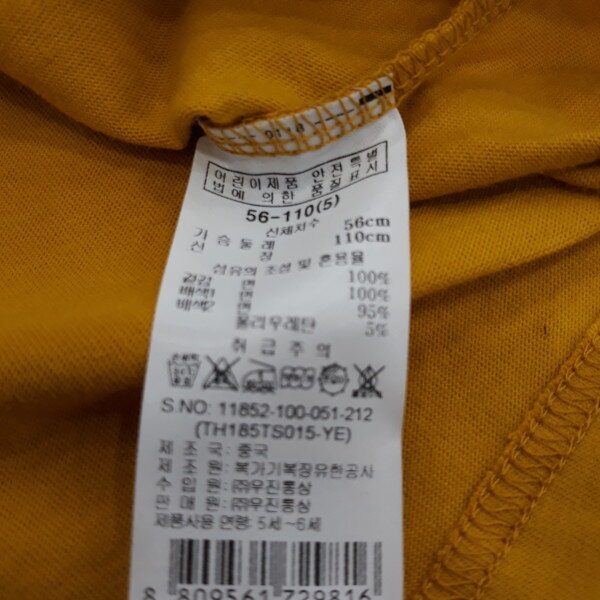 0118
어린이제품 안전특별
법에 의한 품질표시
56-110(5)
신체치수
가슴둘레 56cm
신장 110cm
섬유의 조성 및 혼용율
겉감 면 100%
배색1 면 100%
배색2 면 95%
폴리우레탄 5%
취급주의
S.NO: 11852-100-051-212
(TH185TS015-YE)
제조국: 중국
제조원: 복가기복장유한공사
수입원: ㈜우진통상
판매원: ㈜우진통상
제품사용 연령: 5세~6세
8 809561 729816